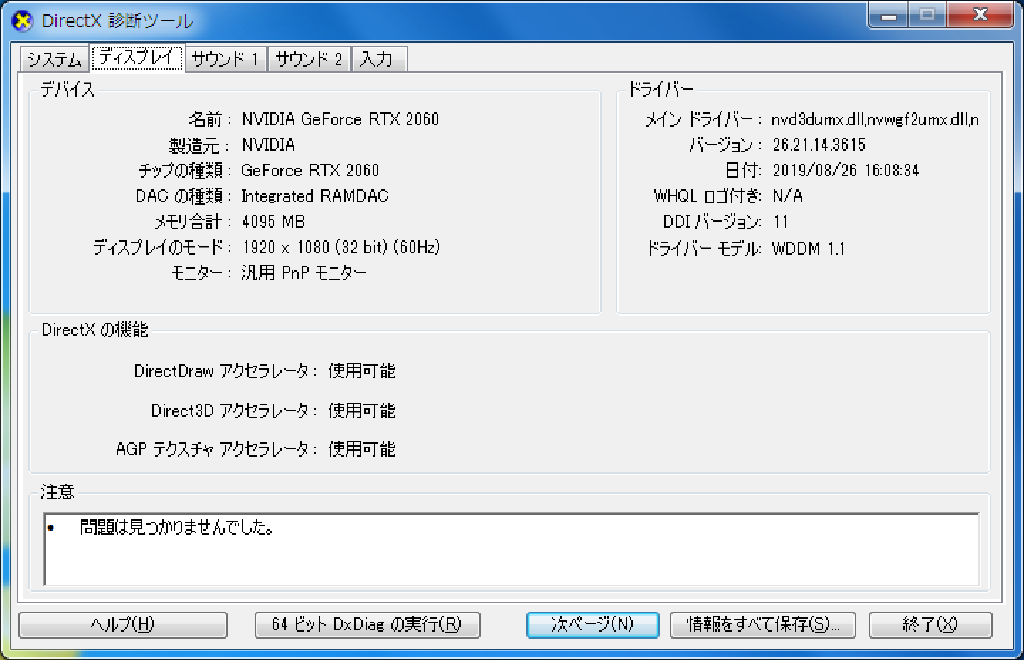 DirectX 診断ツール
システム ディスプレイ サウンド 1 サウンド 2 入力
デバイス
名前: NVIDIA GeForce RTX 2060
製造元: NVIDIA
チップの種類: GeForce RTX 2060
DAC の種類: Integrated RAMDAC
メモリ合計: 4095 MB
ディスプレイのモード: 1920 x 1080 (32 bit) (60Hz)
モニター: 汎用 PnP モニター
ドライバー
メイン ドライバー: nvd3dumx.dll,nvwgf2umx.dll,n
バージョン: 26.21.14.3615
日付: 2019/08/26 16:08:34
WHQL ロゴ付き: N/A
DDI バージョン: 11
ドライバー モデル: WDDM 1.1
DirectX の機能
DirectDraw アクセラレータ: 使用可能
Direct3D アクセラレータ: 使用可能
AGP テクスチャ アクセラレータ: 使用可能
注意
• 問題は見つかりませんでした。
ヘルプ(H) 64 ビット DxDiag の実行(R) 次ページ(N) 情報をすべて保存(S)... 終了(X)